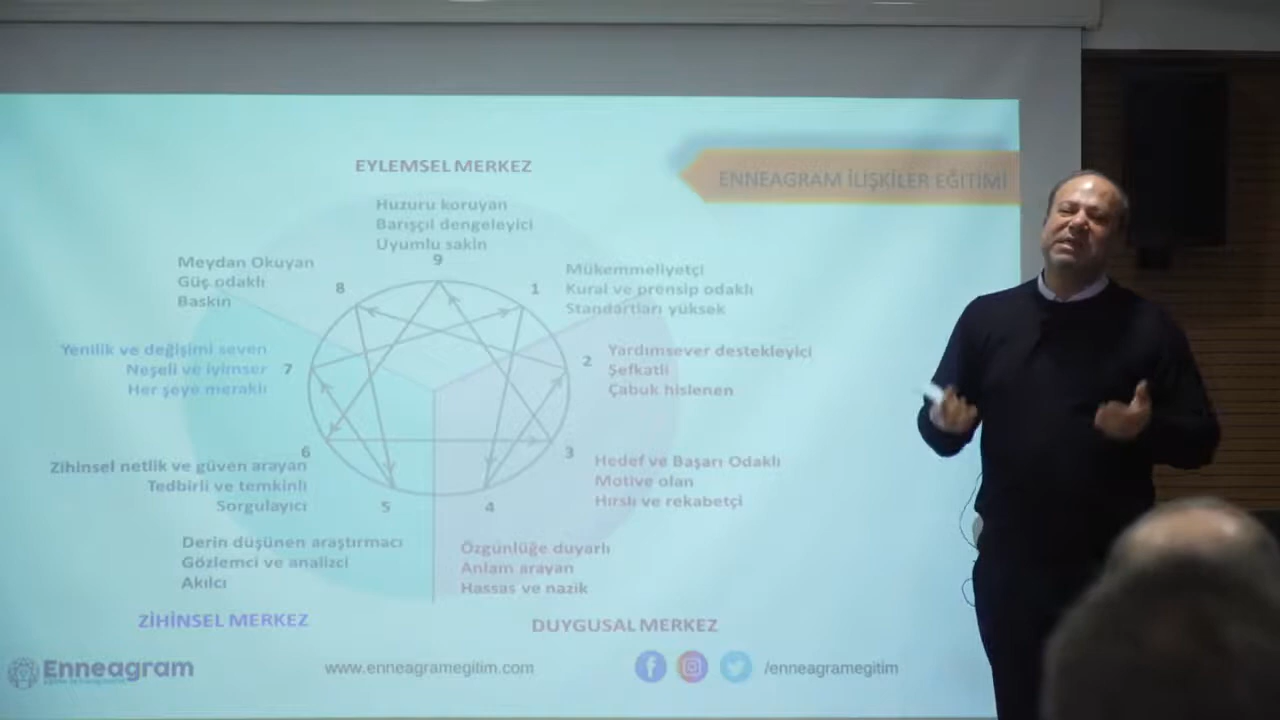 EYLEMSEL MERKEZ
ENNEAGRAM İLİŞKİLER EĞİTİMİ
Huzuru koruyan
Barışçıl dengeleyici
Uyumlu sakin
9
Meydan Okuyan
Güç odaklı
Baskın
8
1
Mükemmeliyetçi
Kural ve prensip odaklı
Standartları yüksek
Yenilik ve değişimi seven
Neşeli ve iyimser
Her şeye meraklı
7
2
Yardımsever destekleyici
Şefkatli
Çabuk hislenen
6
Zihinsel netlik ve güven arayan
Tedbirli ve temkinli
Sorgulayıcı
3
Hedef ve Başarı Odaklı
Motive olan
Hırslı ve rekabetçi
5
4
Derin düşünen araştırmacı
Gözlemci ve analizci
Akılcı
Özgünlüğe duyarlı
Anlam arayan
Hassas ve nazik
ZİHİNSEL MERKEZ
DUYGUSAL MERKEZ
Enneagram
www.enneagramegitim.com
/enneagramegitim